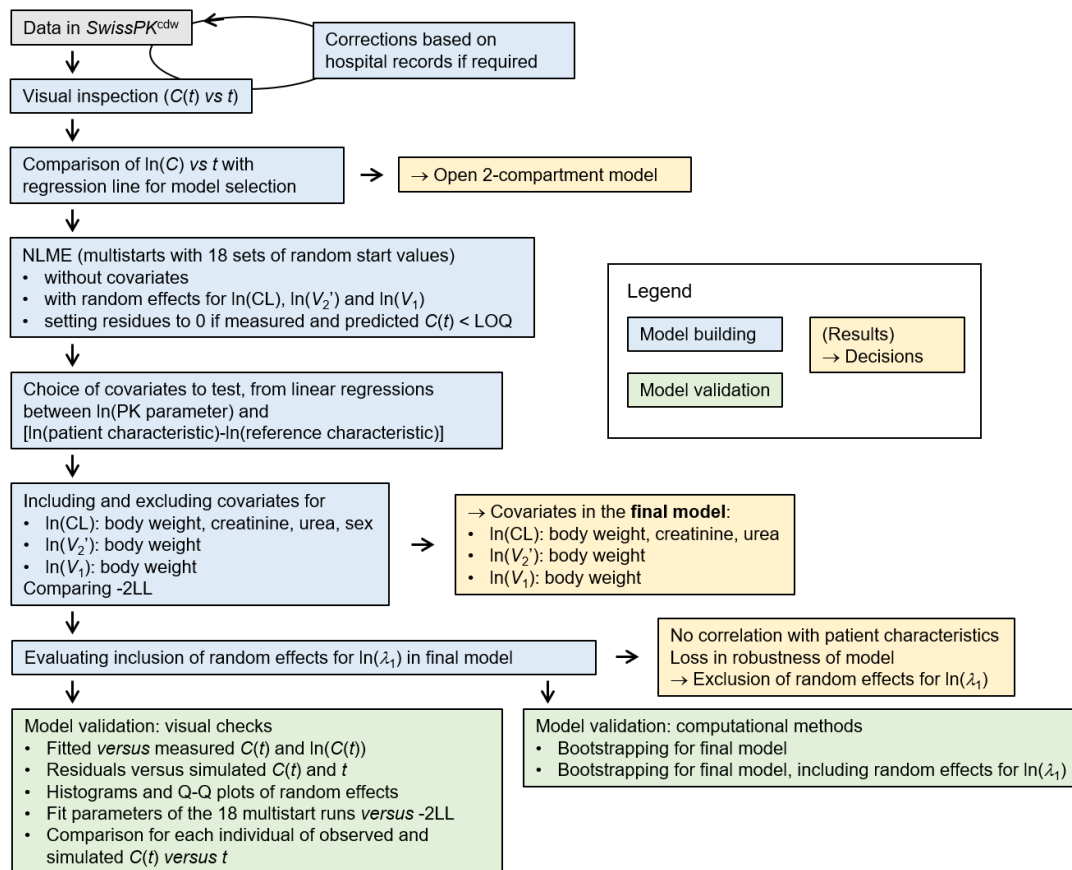 Data in SwissPKcdw
Corrections based on
hospital records if required
Visual inspection (C(t) vs t)
Comparison of ln(C) vs t with
regression line for model selection
→ Open 2-compartment model
NLME (multistarts with 18 sets of random start values)
• without covariates
• with random effects for ln(CL), ln(V2') and ln(V1)
• setting residues to 0 if measured and predicted C(t) < LOQ
Legend
Model building
(Results)
→ Decisions
Model validation
Choice of covariates to test, from linear regressions
between ln(PK parameter) and
[ln(patient characteristic)-ln(reference characteristic)]
Including and excluding covariates for
• ln(CL): body weight, creatinine, urea, sex
• ln(V2'): body weight
• ln(V1): body weight
Comparing -2LL
→ Covariates in the final model:
• ln(CL): body weight, creatinine, urea
• ln(V2'): body weight
• ln(V1): body weight
Evaluating inclusion of random effects for ln(λ1) in final model
No correlation with patient characteristics
Loss in robustness of model
→ Exclusion of random effects for ln(λ1)
Model validation: visual checks
• Fitted versus measured C(t) and ln(C(t))
• Residuals versus simulated C(t) and t
• Histograms and Q-Q plots of random effects
• Fit parameters of the 18 multistart runs versus -2LL
• Comparison for each individual of observed and
simulated C(t) versus t
Model validation: computational methods
• Bootstrapping for final model
• Bootstrapping for final model, including random effects for ln(λ1)